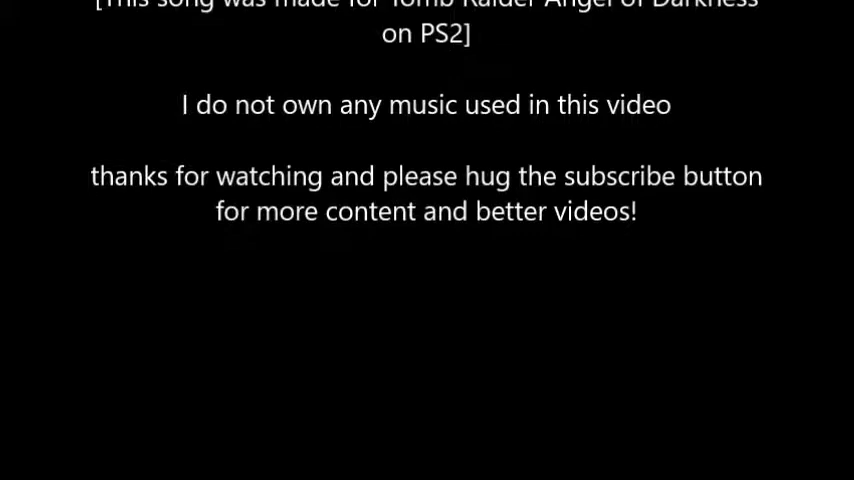 [This song was made for Tomb Raider Angel of Darkness
on PS2]
I do not own any music used in this video
thanks for watching and please hug the subscribe button
for more content and better videos!